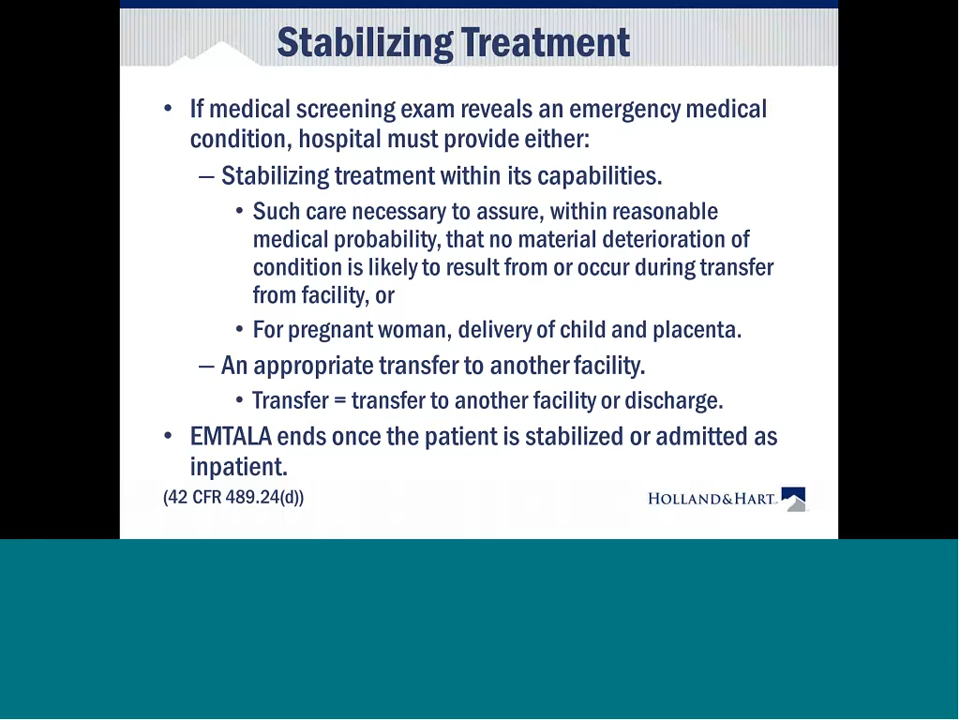 Stabilizing Treatment
• If medical screening exam reveals an emergency medical
condition, hospital must provide either:
– Stabilizing treatment within its capabilities.
• Such care necessary to assure, within reasonable
medical probability, that no material deterioration of
condition is likely to result from or occur during transfer
from facility, or
• For pregnant woman, delivery of child and placenta.
– An appropriate transfer to another facility.
• Transfer = transfer to another facility or discharge.
• EMTALA ends once the patient is stabilized or admitted as
inpatient.
(42 CFR 489.24(d))
HOLLAND&HART